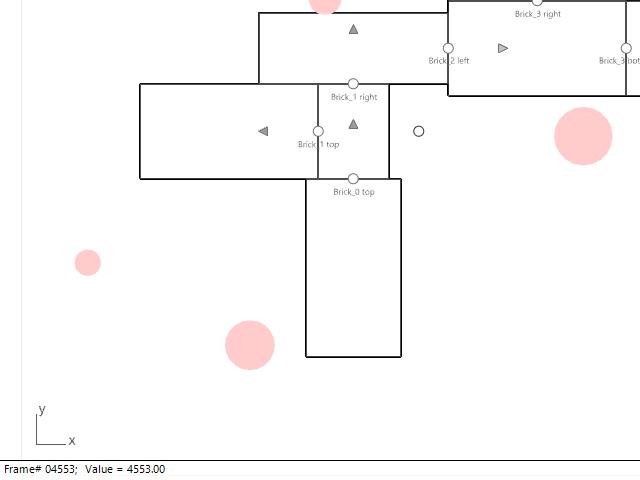 Brick_3 right
Brick_2 left
Brick_3 bot
Brick_1 right
Brick_1 top
Brick_0 top
y
x
Frame# 04553;  Value = 4553.00